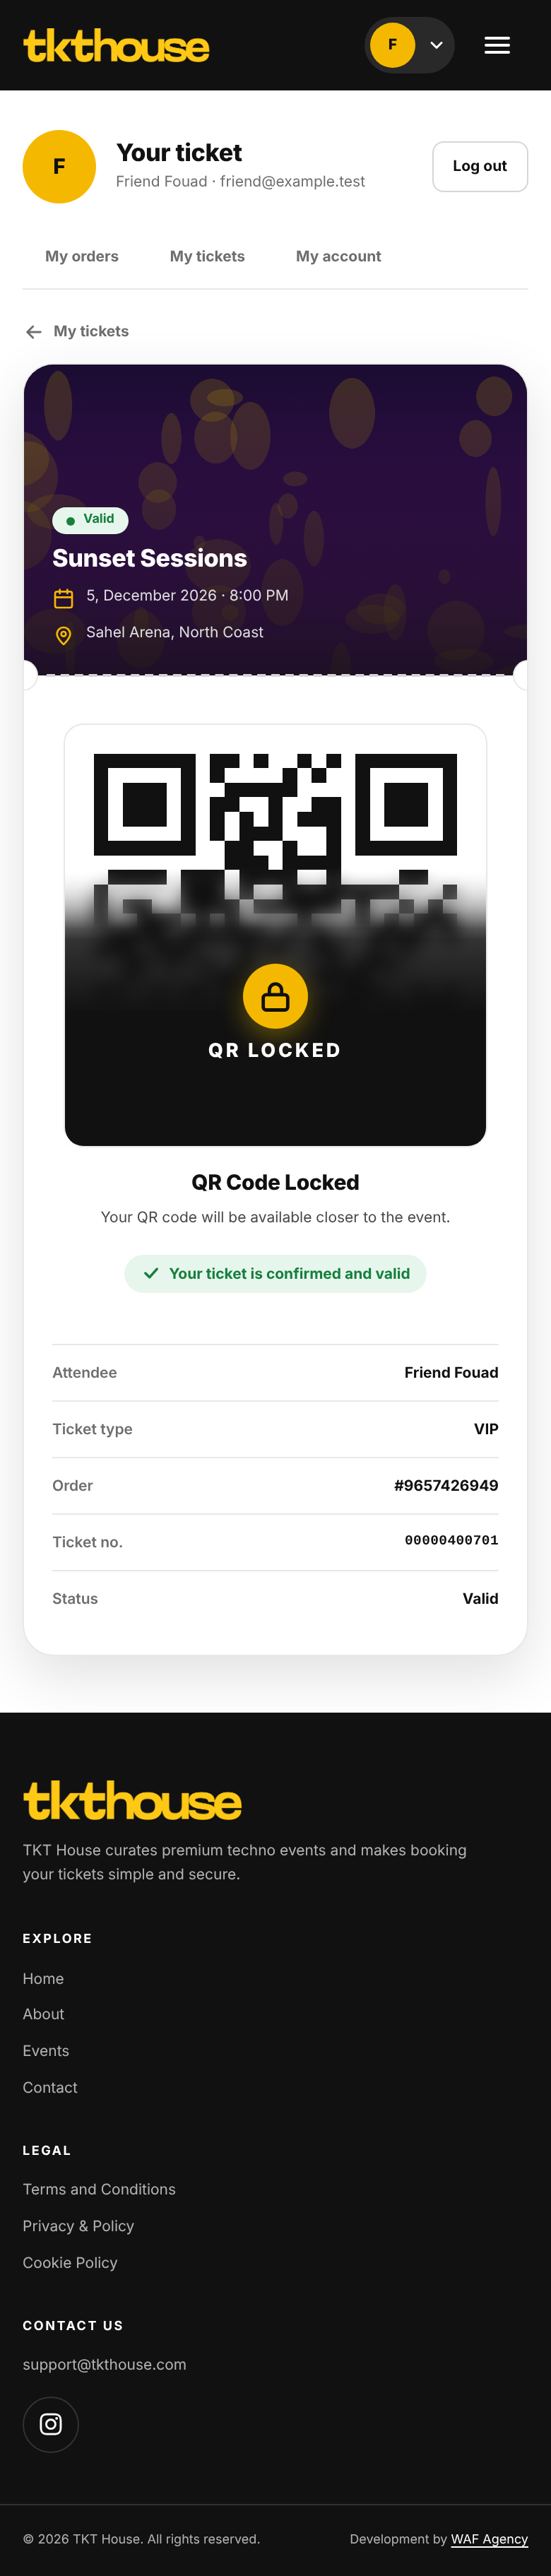 tkthouse
F
F
Your ticket
Friend Fouad · friend@example.test
Log out
My orders
My tickets
My account
My tickets
Valid
Sunset Sessions
5, December 2026 · 8:00 PM
Sahel Arena, North Coast
QR LOCKED
QR Code Locked
Your QR code will be available closer to the event.
Your ticket is confirmed and valid
Attendee
Friend Fouad
Ticket type
VIP
Order
#9657426949
Ticket no.
00000400701
Status
Valid
tkthouse
TKT House curates premium techno events and makes booking
your tickets simple and secure.
EXPLORE
Home
About
Events
Contact
LEGAL
Terms and Conditions
Privacy & Policy
Cookie Policy
CONTACT US
support@tkthouse.com
© 2026 TKT House. All rights reserved.
Development by WAF Agency